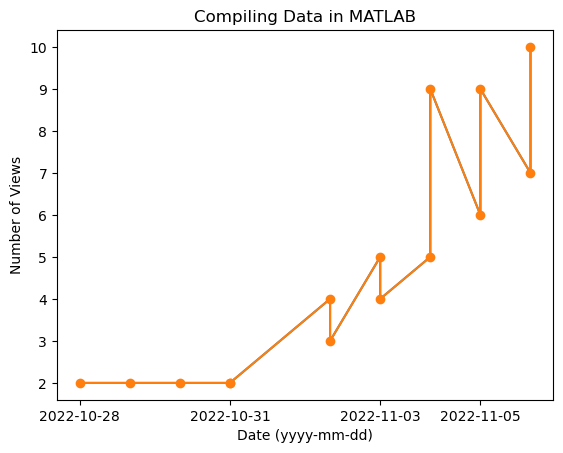 Compiling Data in MATLAB
10
9
8
7
6
5
4
3
2
Number of Views
2022-10-28 2022-10-31 2022-11-03 2022-11-05
Date (yyyy-mm-dd)